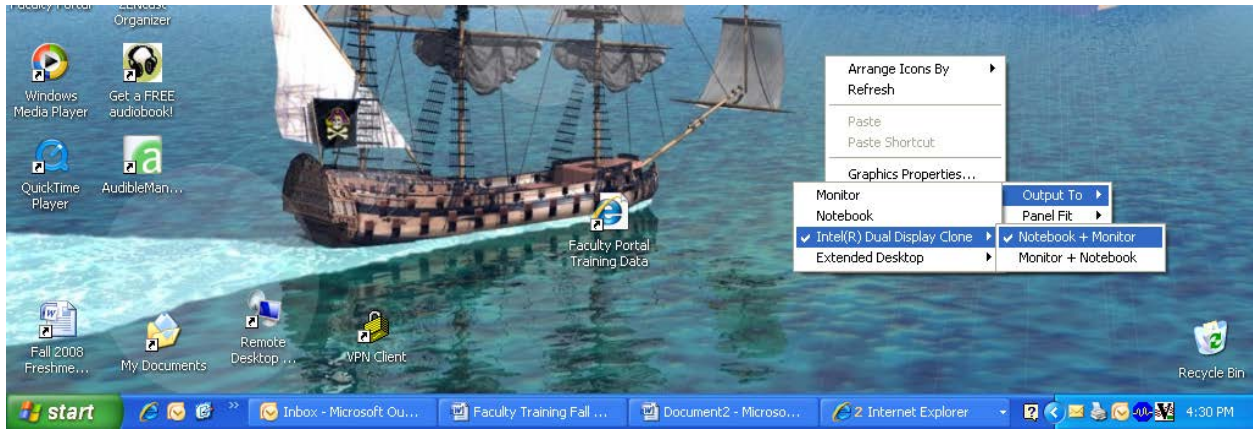 Faculty Portal
ZENcast
Organizer
Windows
Media Player
Get a FREE
audiobook!
QuickTime
Player
AudibleMan...
Faculty Portal
Training Data
Fall 2008
Freshme...
My Documents
Remote
Desktop ...
VPN Client
Recycle Bin
Arrange Icons By
Refresh
Paste
Paste Shortcut
Graphics Properties...
Output To
Panel Fit
Monitor
Notebook
Intel(R) Dual Display Clone
Extended Desktop
Notebook + Monitor
Monitor + Notebook
start
Inbox - Microsoft Ou...
Faculty Training Fall ...
Document2 - Microso...
2 Internet Explorer
4:30 PM